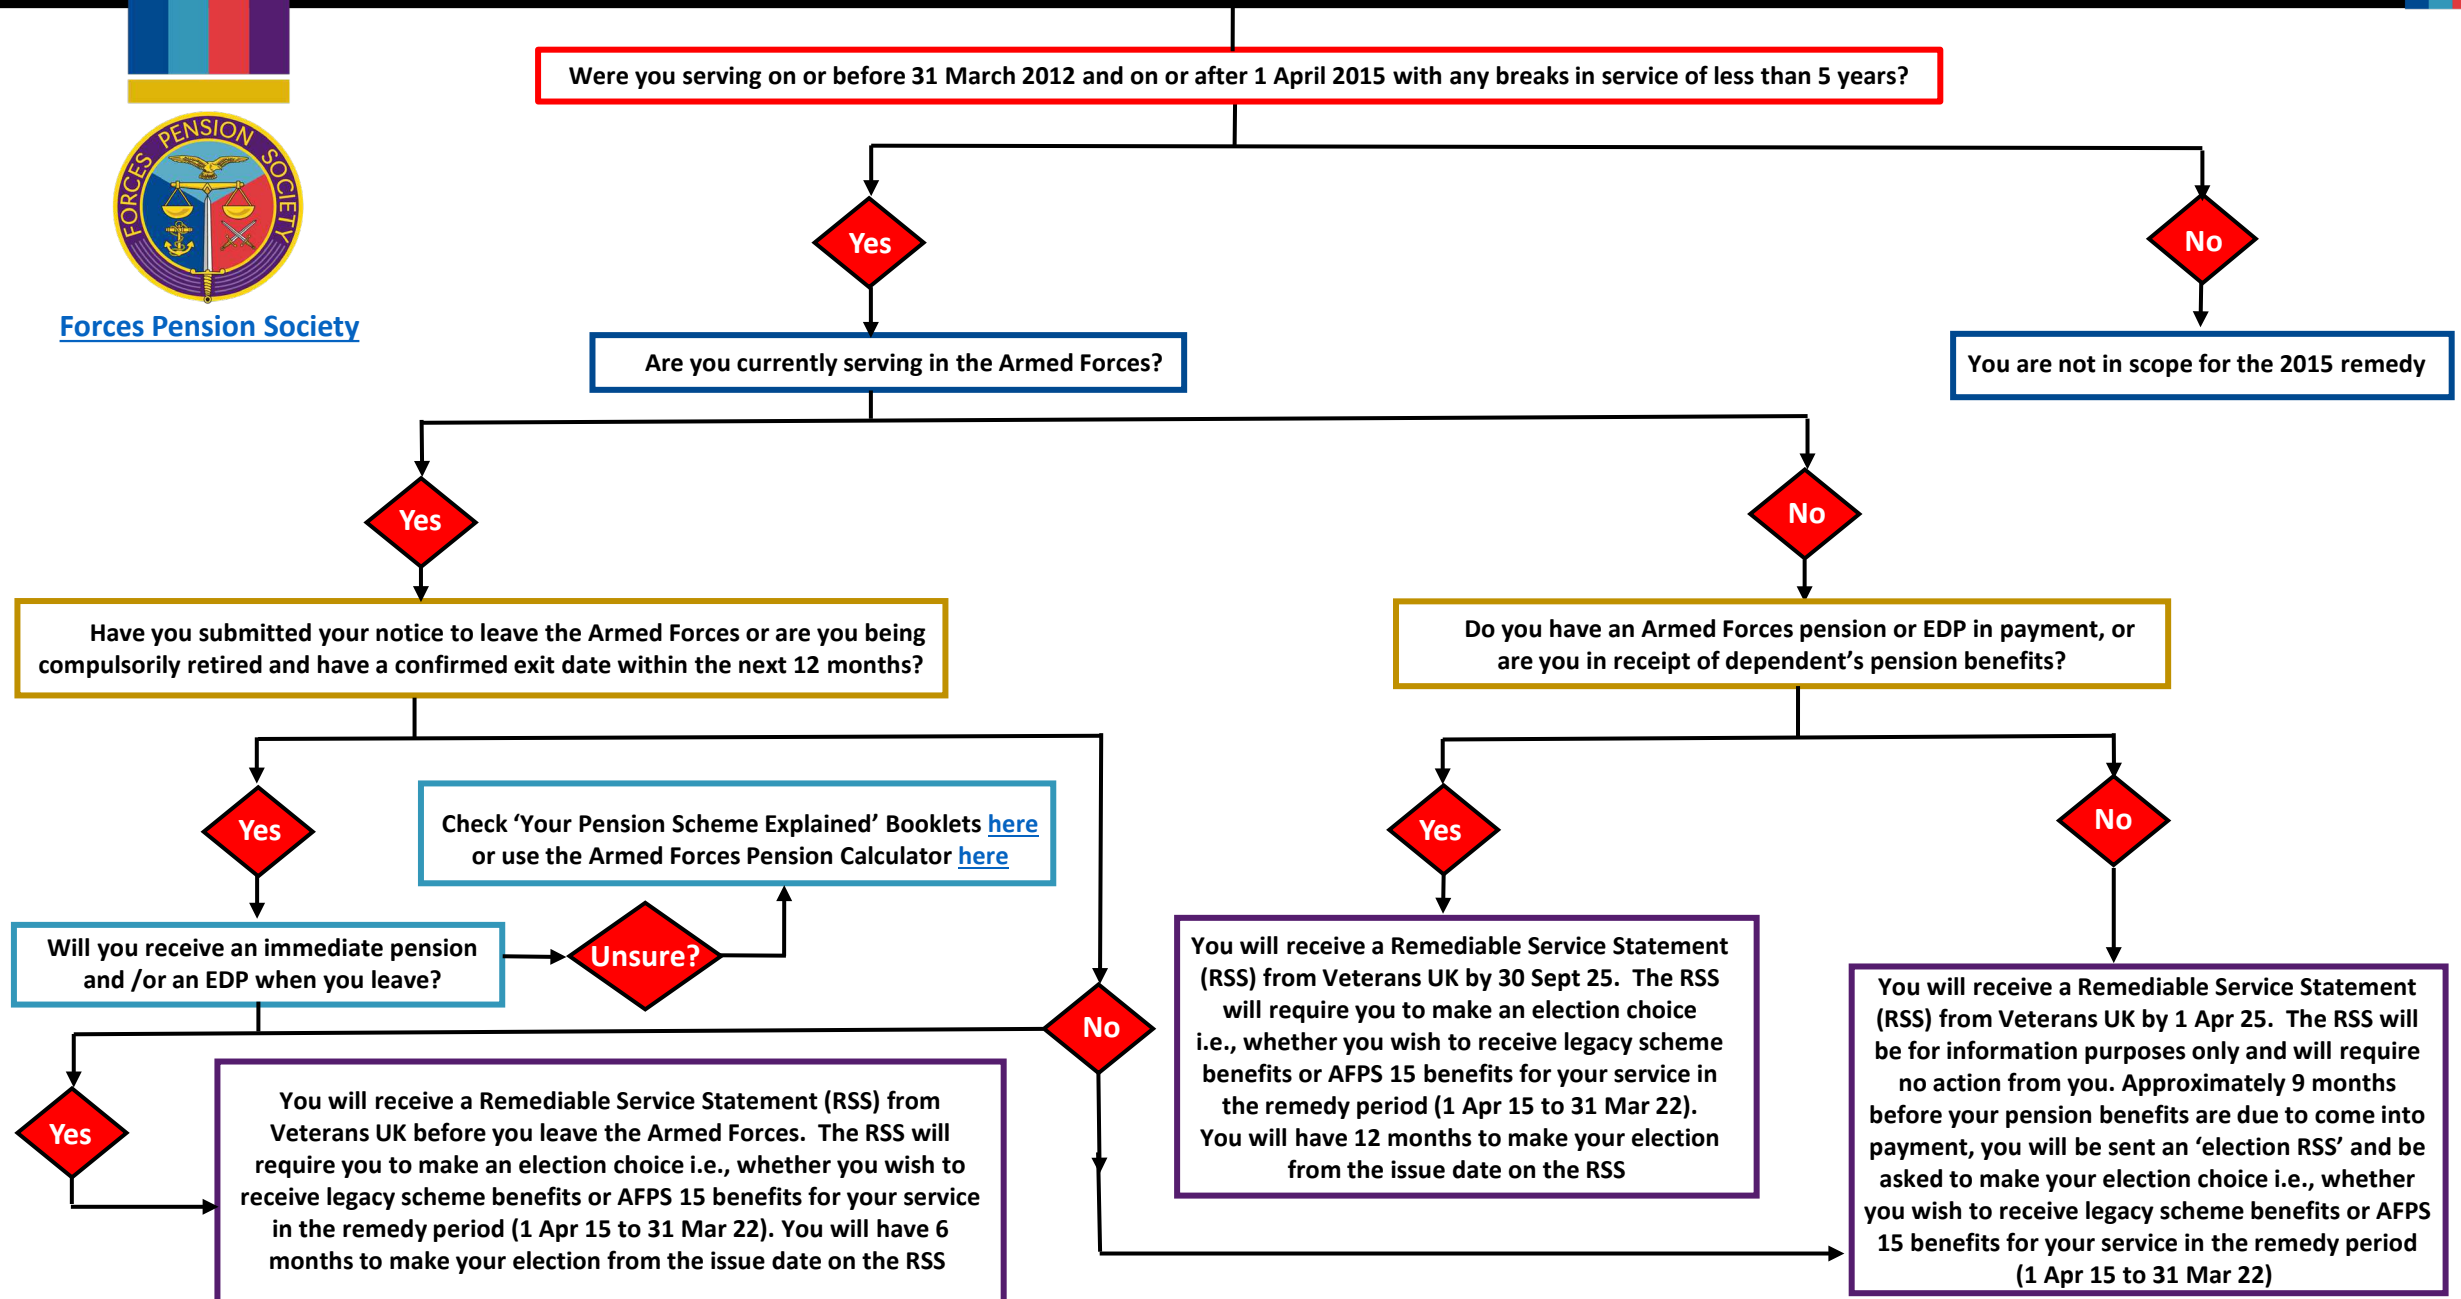 Were you serving on or before 31 March 2012 and on or after 1 April 2015 with any breaks in service of less than 5 years?
FORCES PENSION SOCIETY
Forces Pension Society
Yes
No
Are you currently serving in the Armed Forces?
You are not in scope for the 2015 remedy
Yes
No
Have you submitted your notice to leave the Armed Forces or are you being
compulsorily retired and have a confirmed exit date within the next 12 months?
Do you have an Armed Forces pension or EDP in payment, or
are you in receipt of dependent’s pension benefits?
Yes
Check ‘Your Pension Scheme Explained’ Booklets here
or use the Armed Forces Pension Calculator here
Yes
No
Will you receive an immediate pension
and /or an EDP when you leave?
Unsure?
No
Yes
You will receive a Remediable Service Statement (RSS) from
Veterans UK before you leave the Armed Forces.  The RSS will
require you to make an election choice i.e., whether you wish to
receive legacy scheme benefits or AFPS 15 benefits for your service
in the remedy period (1 Apr 15 to 31 Mar 22). You will have 6
months to make your election from the issue date on the RSS
You will receive a Remediable Service Statement
(RSS) from Veterans UK by 30 Sept 25.  The RSS
will require you to make an election choice
i.e., whether you wish to receive legacy scheme
benefits or AFPS 15 benefits for your service in
the remedy period (1 Apr 15 to 31 Mar 22).
You will have 12 months to make your election
from the issue date on the RSS
You will receive a Remediable Service Statement
(RSS) from Veterans UK by 1 Apr 25.  The RSS will
be for information purposes only and will require
no action from you. Approximately 9 months
before your pension benefits are due to come into
payment, you will be sent an ‘election RSS’ and be
asked to make your election choice i.e., whether
you wish to receive legacy scheme benefits or AFPS
15 benefits for your service in the remedy period
(1 Apr 15 to 31 Mar 22)